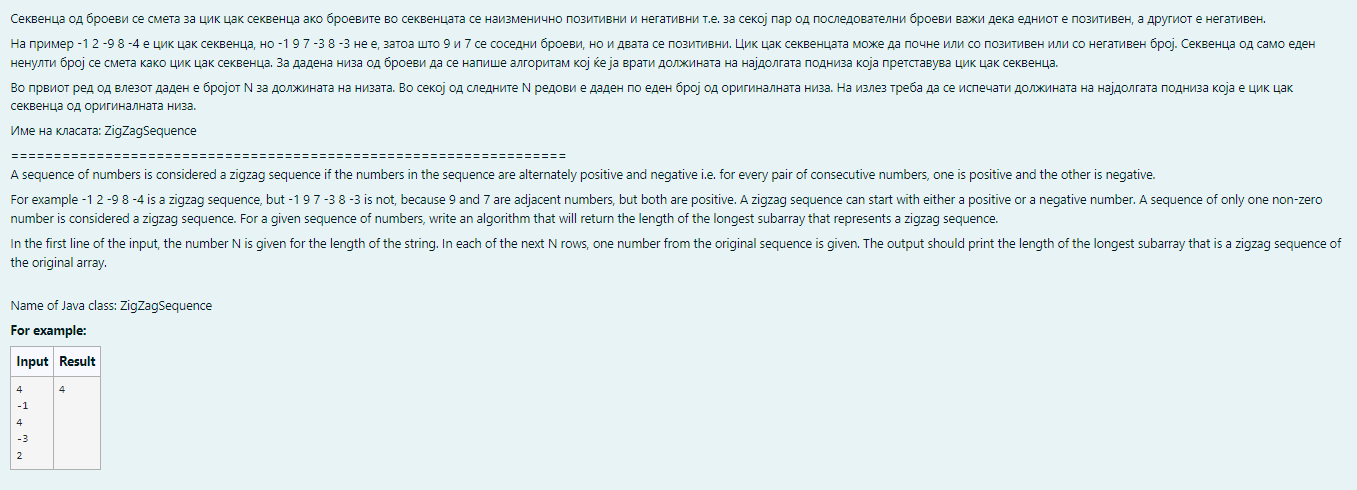 Секвенца од броеви се смета за цик цак секвенца ако броевите во секвенцата се наизменично позитивни и негативни т.е. за секој пар од последователни броеви важи дека едниот е позитивен, а другиот е негативен.
На пример -1 2 -9 8 -4 е цик цак секвенца, но -1 9 7 -3 8 -3 не е, затоа што 9 и 7 се соседни броеви, но и двата се позитивни. Цик цак секвенцата може да почне или со позитивен или со негативен број. Секвенца од само еден
ненулти број се смета како цик цак секвенца. За дадена низа од броеви да се напише алгоритам кој ќе ја врати должината на најдолгата подниза која претставува цик цак секвенца.
Во првиот ред од влезот даден е бројот N за должината на низата. Во секој од следните N редови е даден по еден број од оригиналната низа. На излез треба да се испечати должината на најдолгата подниза која е цик цак
секвенца од оригиналната низа.
Име на класата: ZigZagSequence
=================================================================
A sequence of numbers is considered a zigzag sequence if the numbers in the sequence are alternately positive and negative i.e. for every pair of consecutive numbers, one is positive and the other is negative.
For example -1 2 -9 8 -4 is a zigzag sequence, but -1 9 7 -3 8 -3 is not, because 9 and 7 are adjacent numbers, but both are positive. A zigzag sequence can start with either a positive or a negative number. A sequence of only one non-zero
number is considered a zigzag sequence. For a given sequence of numbers, write an algorithm that will return the length of the longest subarray that represents a zigzag sequence.
In the first line of the input, the number N is given for the length of the string. In each of the next N rows, one number from the original sequence is given. The output should print the length of the longest subarray that is a zigzag sequence of
the original array.
Name of Java class: ZigZagSequence
For example:
Input Result
4 4
-1
4
-3
2